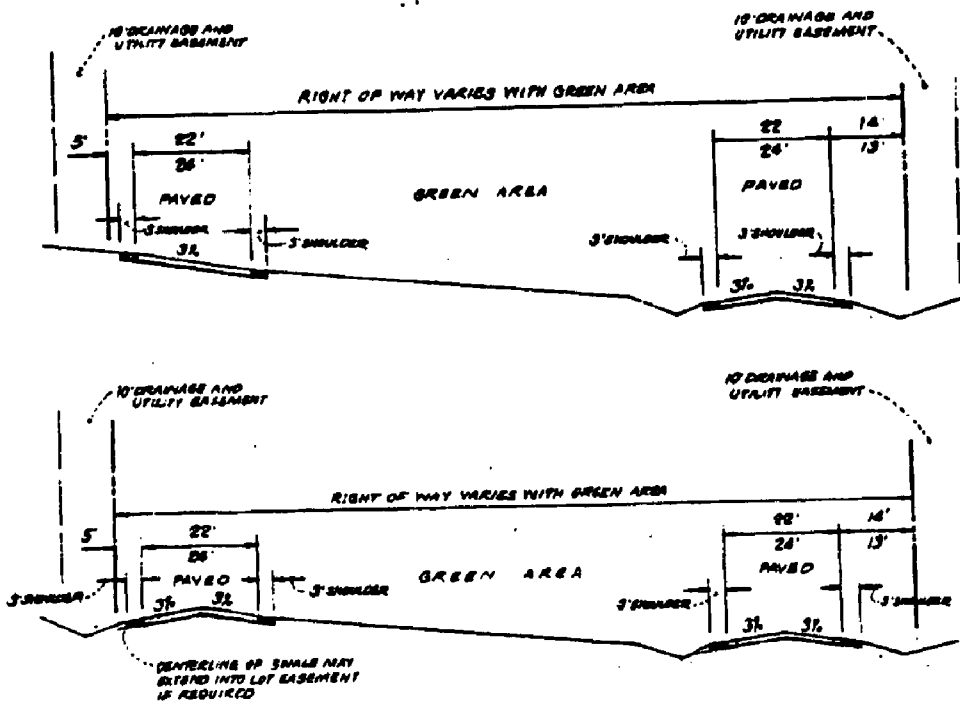 10' DRAINAGE AND
UTILITY EASEMENT
10' DRAINAGE AND
UTILITY EASEMENT
RIGHT OF WAY VARIES WITH GREEN AREA
5'
22'
24'
PAVED
GREEN AREA
22
24'
PAVED
14'
13'
3' SHOULDER
3' SHOULDER
3%
3' SHOULDER
3' SHOULDER
3%
3%
10' DRAINAGE AND
UTILITY EASEMENT
10' DRAINAGE AND
UTILITY EASEMENT
RIGHT OF WAY VARIES WITH GREEN AREA
5'
22'
24'
PAVED
GREEN AREA
22'
24'
PAVED
14'
13'
3' SHOULDER
3' SHOULDER
3%
3%
3' SHOULDER
3' SHOULDER
3%
3%
CENTERLINE OF SWALE MAY
EXTEND INTO LOT EASEMENT
IF REQUIRED